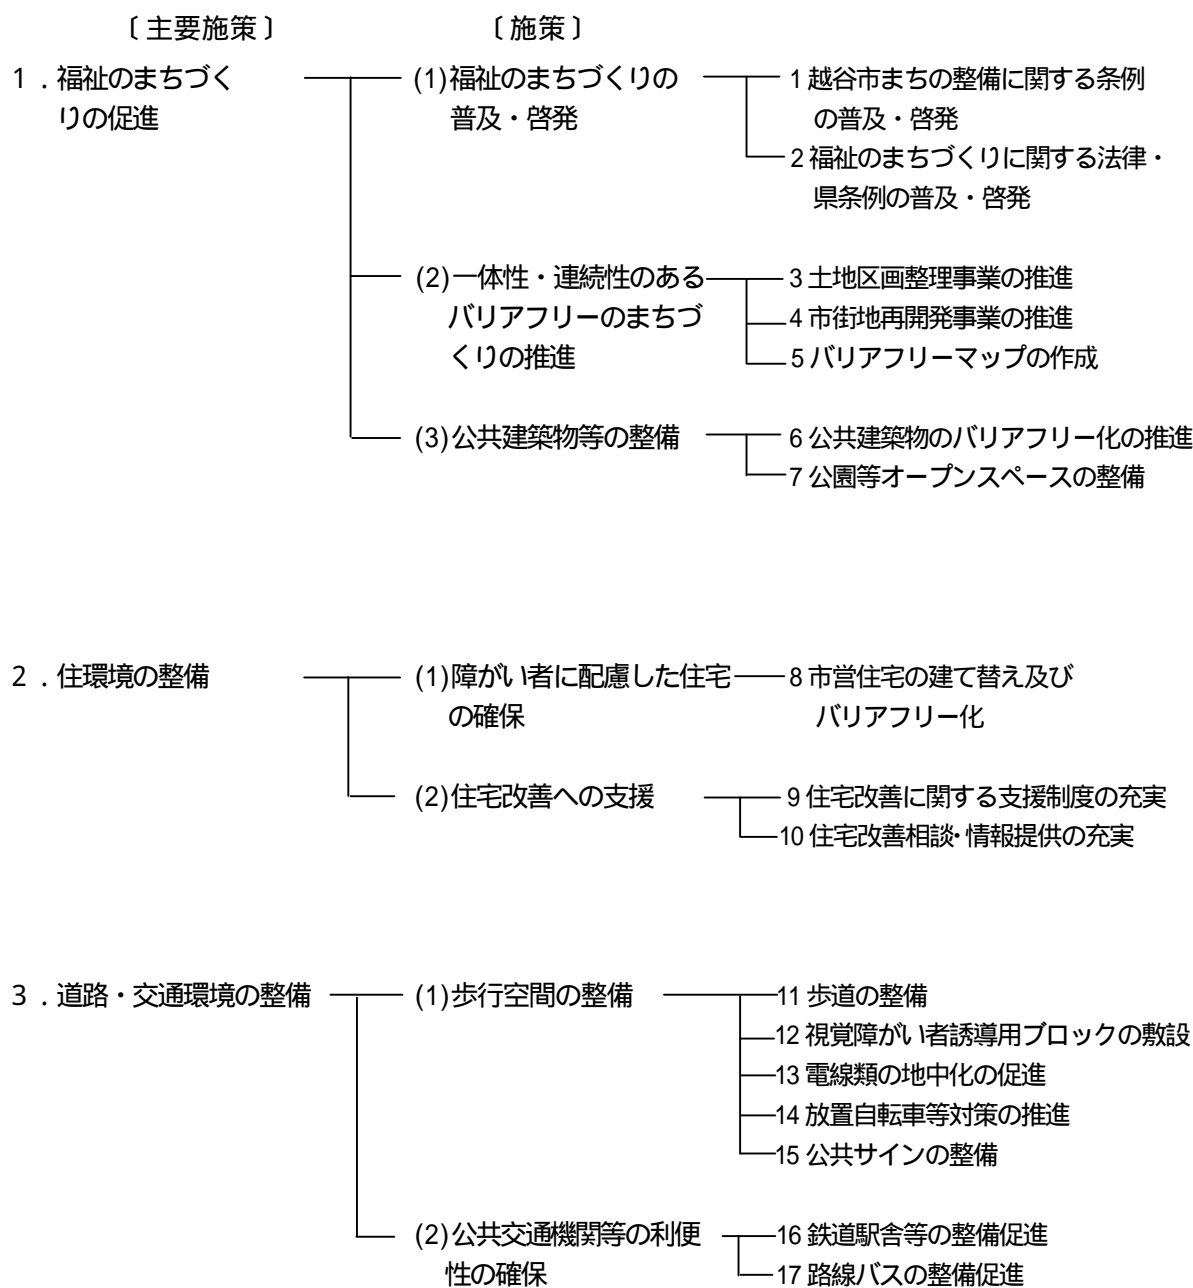 〔主要施策〕 〔施策〕
1．福祉のまちづく
りの促進
(1)福祉のまちづくりの
普及・啓発
1 越谷市まちの整備に関する条例
の普及・啓発
2 福祉のまちづくりに関する法律・
県条例の普及・啓発
(2)一体性・連続性のある
バリアフリーのまちづ
くりの推進
3 土地区画整理事業の推進
4 市街地再開発事業の推進
5 バリアフリーマップの作成
(3)公共建築物等の整備
6 公共建築物のバリアフリー化の推進
7 公園等オープンスペースの整備
2．住環境の整備
(1)障がい者に配慮した住宅
の確保
8 市営住宅の建て替え及び
バリアフリー化
(2)住宅改善への支援
9 住宅改善に関する支援制度の充実
10 住宅改善相談・情報提供の充実
3．道路・交通環境の整備
(1)歩行空間の整備
11 歩道の整備
12 視覚障がい者誘導用ブロックの敷設
13 電線類の地中化の促進
14 放置自転車等対策の推進
15 公共サインの整備
(2)公共交通機関等の利便
性の確保
16 鉄道駅舎等の整備促進
17 路線バスの整備促進